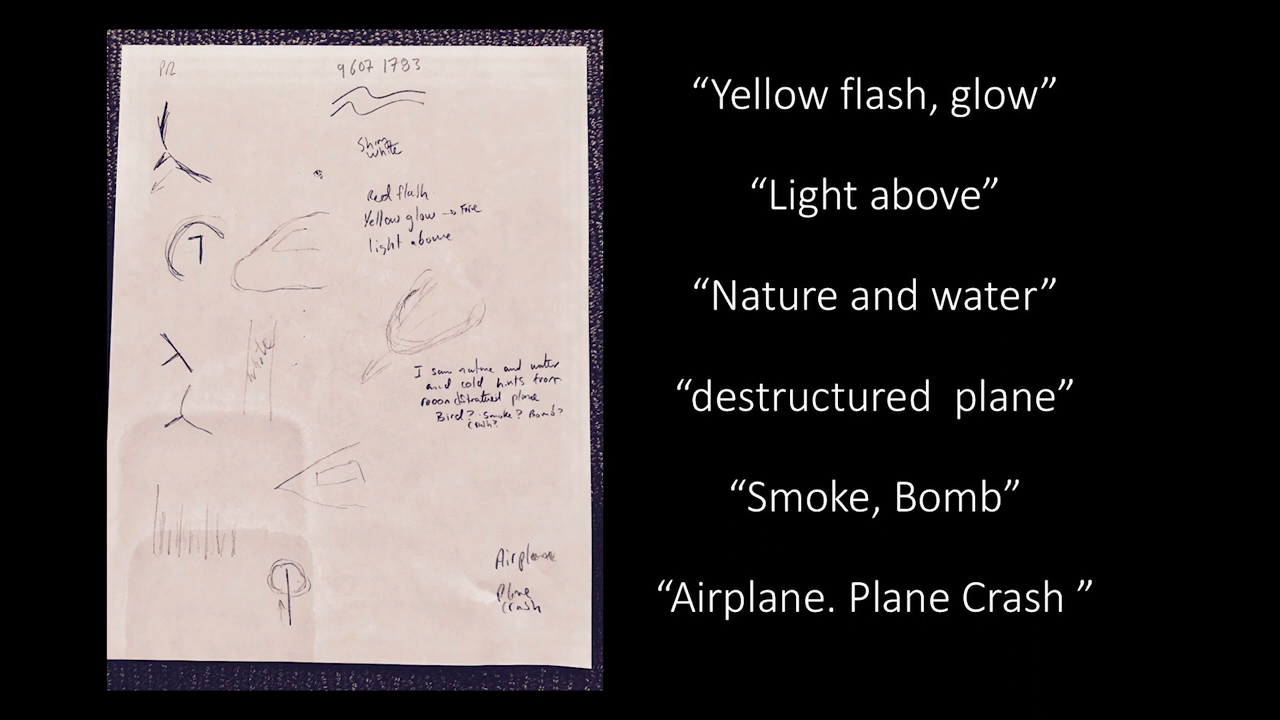 PR
9607 1783
Shiny
white
Red flash
Yellow glow → Fire
light above
white
I saw nature and water
and cold hints from
plane
Bird? Smoke? Bomb?
crash?
Airplane
Plane
crash
“Yellow flash, glow”
“Light above”
“Nature and water”
“destructured plane”
“Smoke, Bomb”
“Airplane. Plane Crash ”